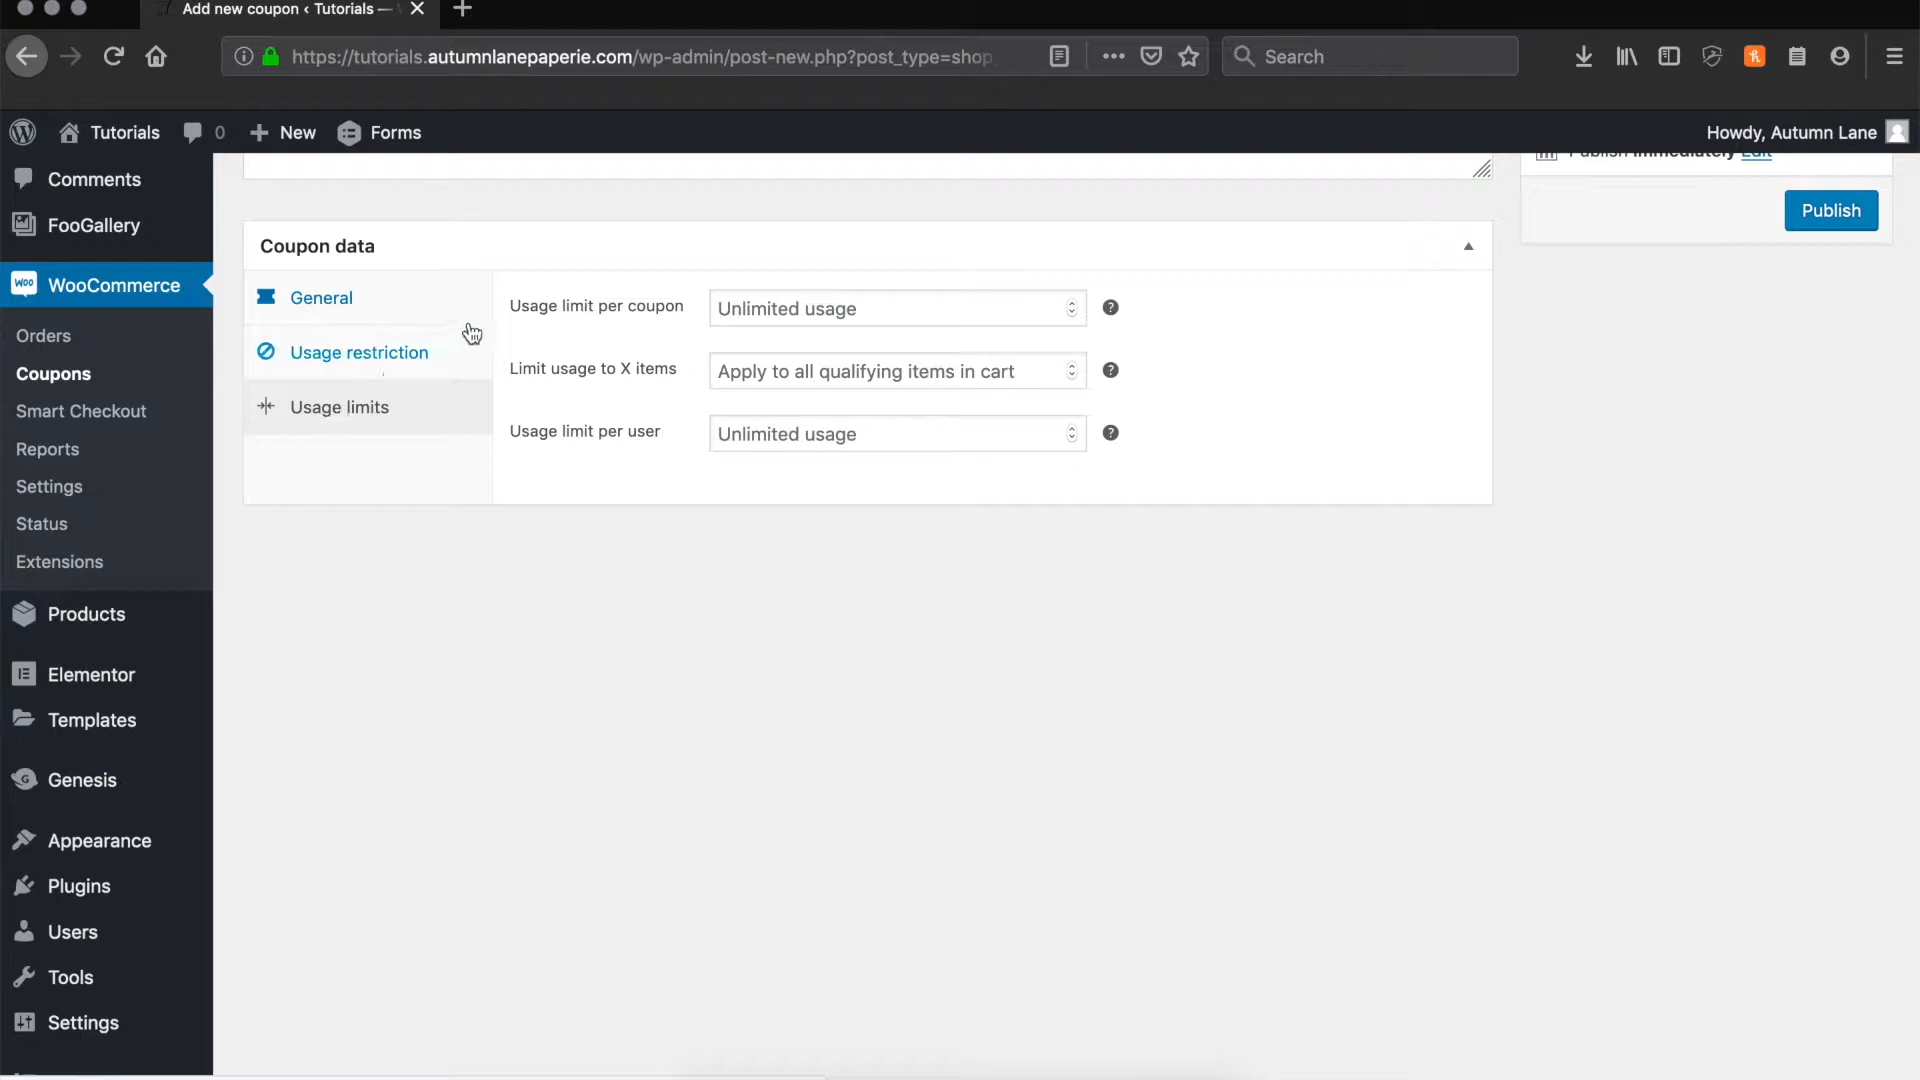 Add new coupon ‹ Tutorials —
https://tutorials.autumnlanepaperie.com/wp-admin/post-new.php?post_type=shop
Search
Tutorials
0
New
Forms
Howdy, Autumn Lane
Comments
FooGallery
WooCommerce
Orders
Coupons
Smart Checkout
Reports
Settings
Status
Extensions
Products
Elementor
Templates
Genesis
Appearance
Plugins
Users
Tools
Settings
Publish immediately Edit
Publish
Coupon data
General
Usage restriction
Usage limits
Usage limit per coupon
Unlimited usage
Limit usage to X items
Apply to all qualifying items in cart
Usage limit per user
Unlimited usage